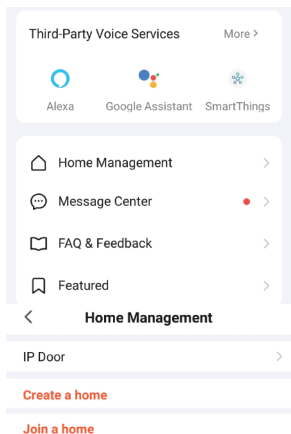 Third-Party Voice Services More >
Alexa Google Assistant SmartThings
Home Management
Message Center
FAQ & Feedback
Featured
Home Management
IP Door
Create a home
Join a home